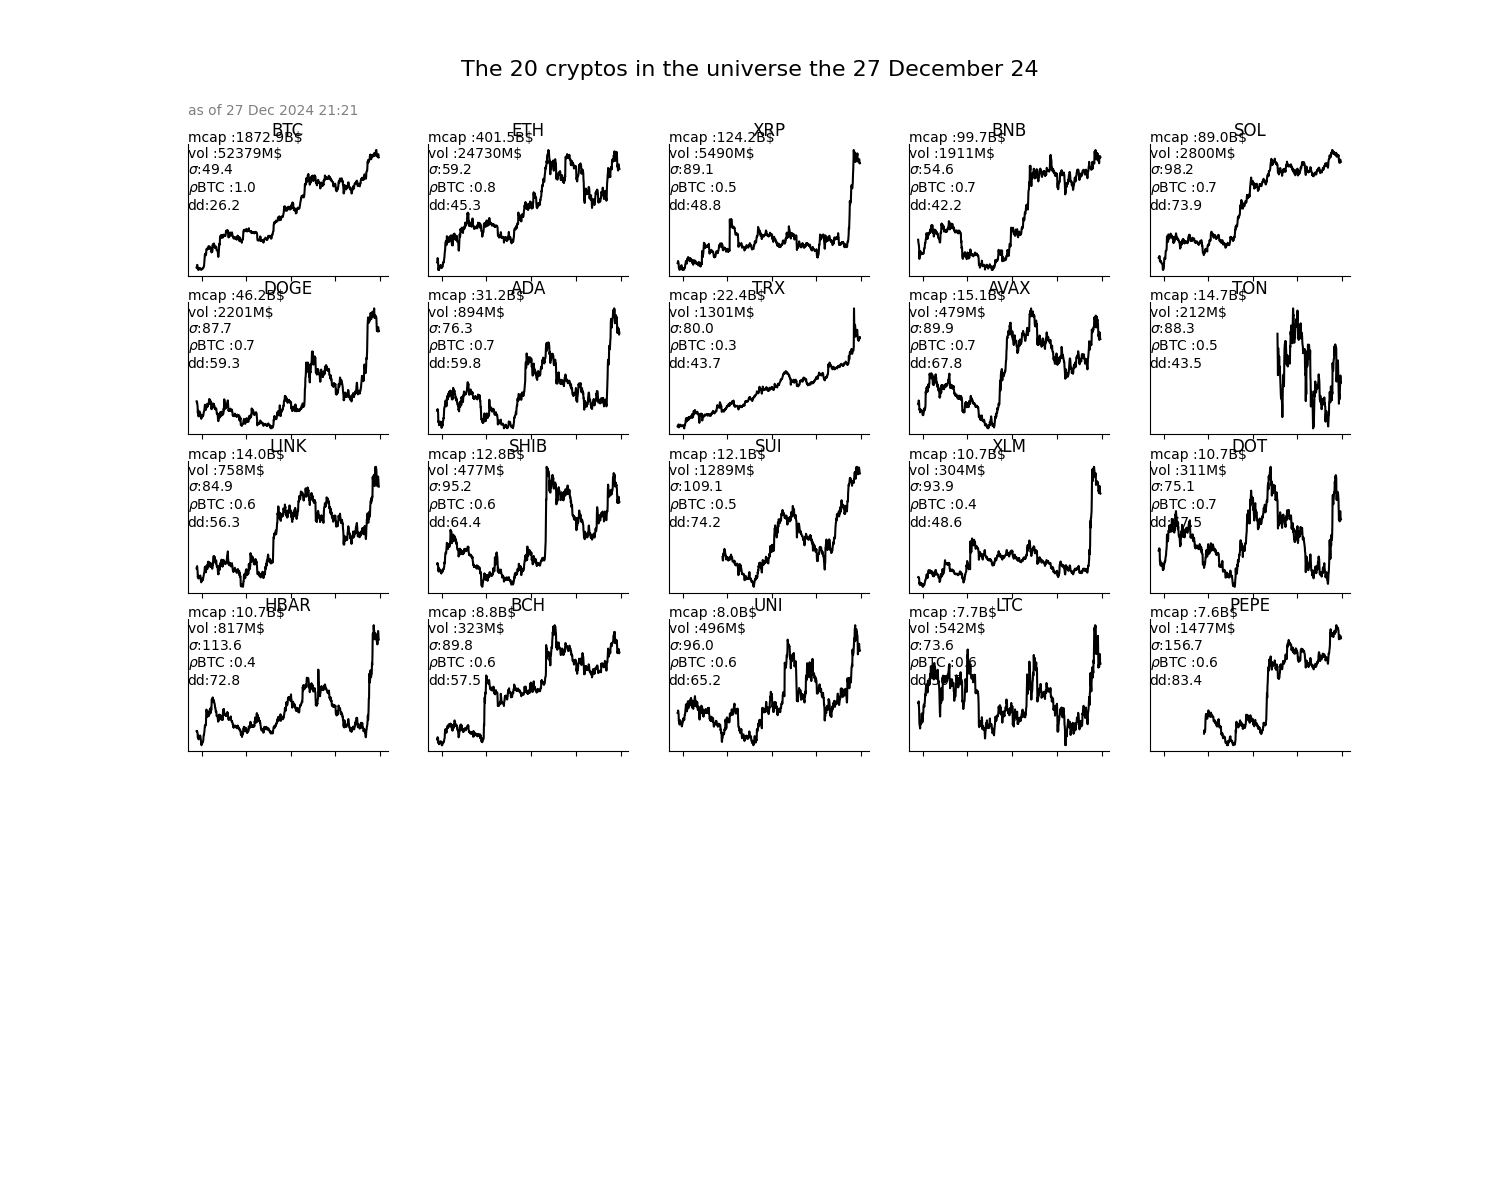 The 20 cryptos in the universe the 27 December 24
as of 27 Dec 2024 21:21
BTC
mcap :1872.9B$
vol :52379M$
σ:49.4
ρBTC :1.0
dd:26.2
ETH
mcap :401.5B$
vol :24730M$
σ:59.2
ρBTC :0.8
dd:45.3
XRP
mcap :124.2B$
vol :5490M$
σ:89.1
ρBTC :0.5
dd:48.8
BNB
mcap :99.7B$
vol :1911M$
σ:54.6
ρBTC :0.7
dd:42.2
SOL
mcap :89.0B$
vol :2800M$
σ:98.2
ρBTC :0.7
dd:73.9
DOGE
mcap :46.2B$
vol :2201M$
σ:87.7
ρBTC :0.7
dd:59.3
ADA
mcap :31.2B$
vol :894M$
σ:76.3
ρBTC :0.7
dd:59.8
TRX
mcap :22.4B$
vol :1301M$
σ:80.0
ρBTC :0.3
dd:43.7
AVAX
mcap :15.1B$
vol :479M$
σ:89.9
ρBTC :0.7
dd:67.8
TON
mcap :14.7B$
vol :212M$
σ:88.3
ρBTC :0.5
dd:43.5
LINK
mcap :14.0B$
vol :758M$
σ:84.9
ρBTC :0.6
dd:56.3
SHIB
mcap :12.8B$
vol :477M$
σ:95.2
ρBTC :0.6
dd:64.4
SUI
mcap :12.1B$
vol :1289M$
σ:109.1
ρBTC :0.5
dd:74.2
XLM
mcap :10.7B$
vol :304M$
σ:93.9
ρBTC :0.4
dd:48.6
DOT
mcap :10.7B$
vol :311M$
σ:75.1
ρBTC :0.7
HBAR
mcap :10.7B$
vol :817M$
σ:113.6
ρBTC :0.4
dd:72.8
BCH
mcap :8.8B$
vol :323M$
σ:89.8
ρBTC :0.6
dd:57.5
UNI
mcap :8.0B$
vol :496M$
σ:96.0
ρBTC :0.6
dd:65.2
LTC
mcap :7.7B$
vol :542M$
σ:73.6
ρBTC :0.6
PEPE
mcap :7.6B$
vol :1477M$
σ:156.7
ρBTC :0.6
dd:83.4